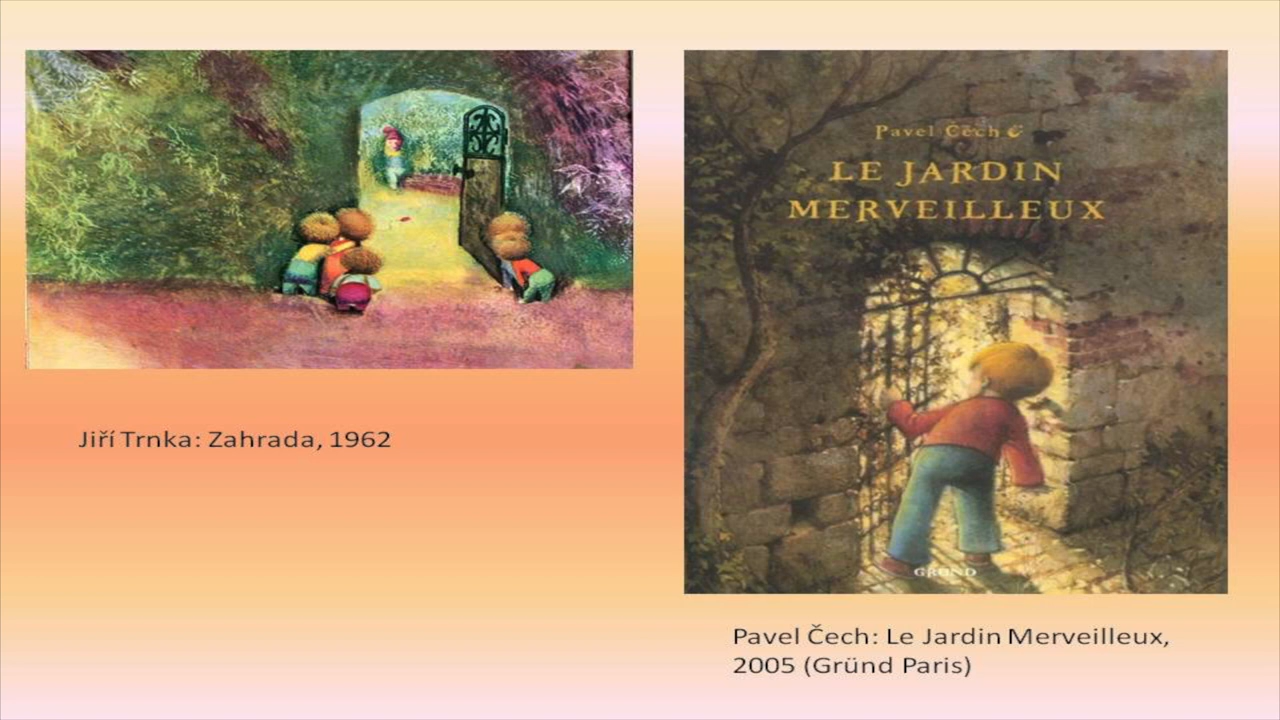 Pavel Čech
LE JARDIN
MERVEILLEUX
GRÜND
Jiří Trnka: Zahrada, 1962
Pavel Čech: Le Jardin Merveilleux,
2005 (Gründ Paris)